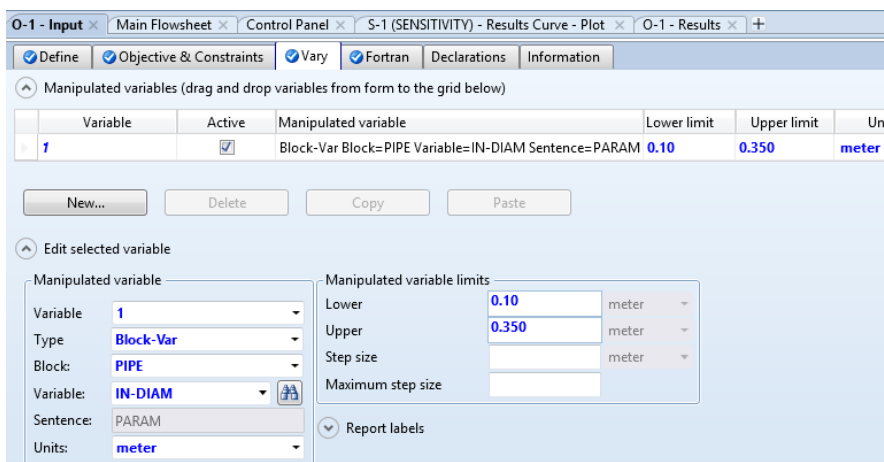 O-1 - Input × Main Flowsheet × Control Panel × S-1 (SENSITIVITY) - Results Curve - Plot × O-1 - Results × +
Define Objective & Constraints Vary Fortran Declarations Information
Manipulated variables (drag and drop variables from form to the grid below)
Variable Active Manipulated variable Lower limit Upper limit Un
1 Block-Var Block=PIPE Variable=IN-DIAM Sentence=PARAM 0.10 0.350 meter
New... Delete Copy Paste
Edit selected variable
Manipulated variable
Variable 1
Type Block-Var
Block: PIPE
Variable: IN-DIAM
Sentence: PARAM
Units: meter
Manipulated variable limits
Lower 0.10 meter
Upper 0.350 meter
Step size meter
Maximum step size
Report labels